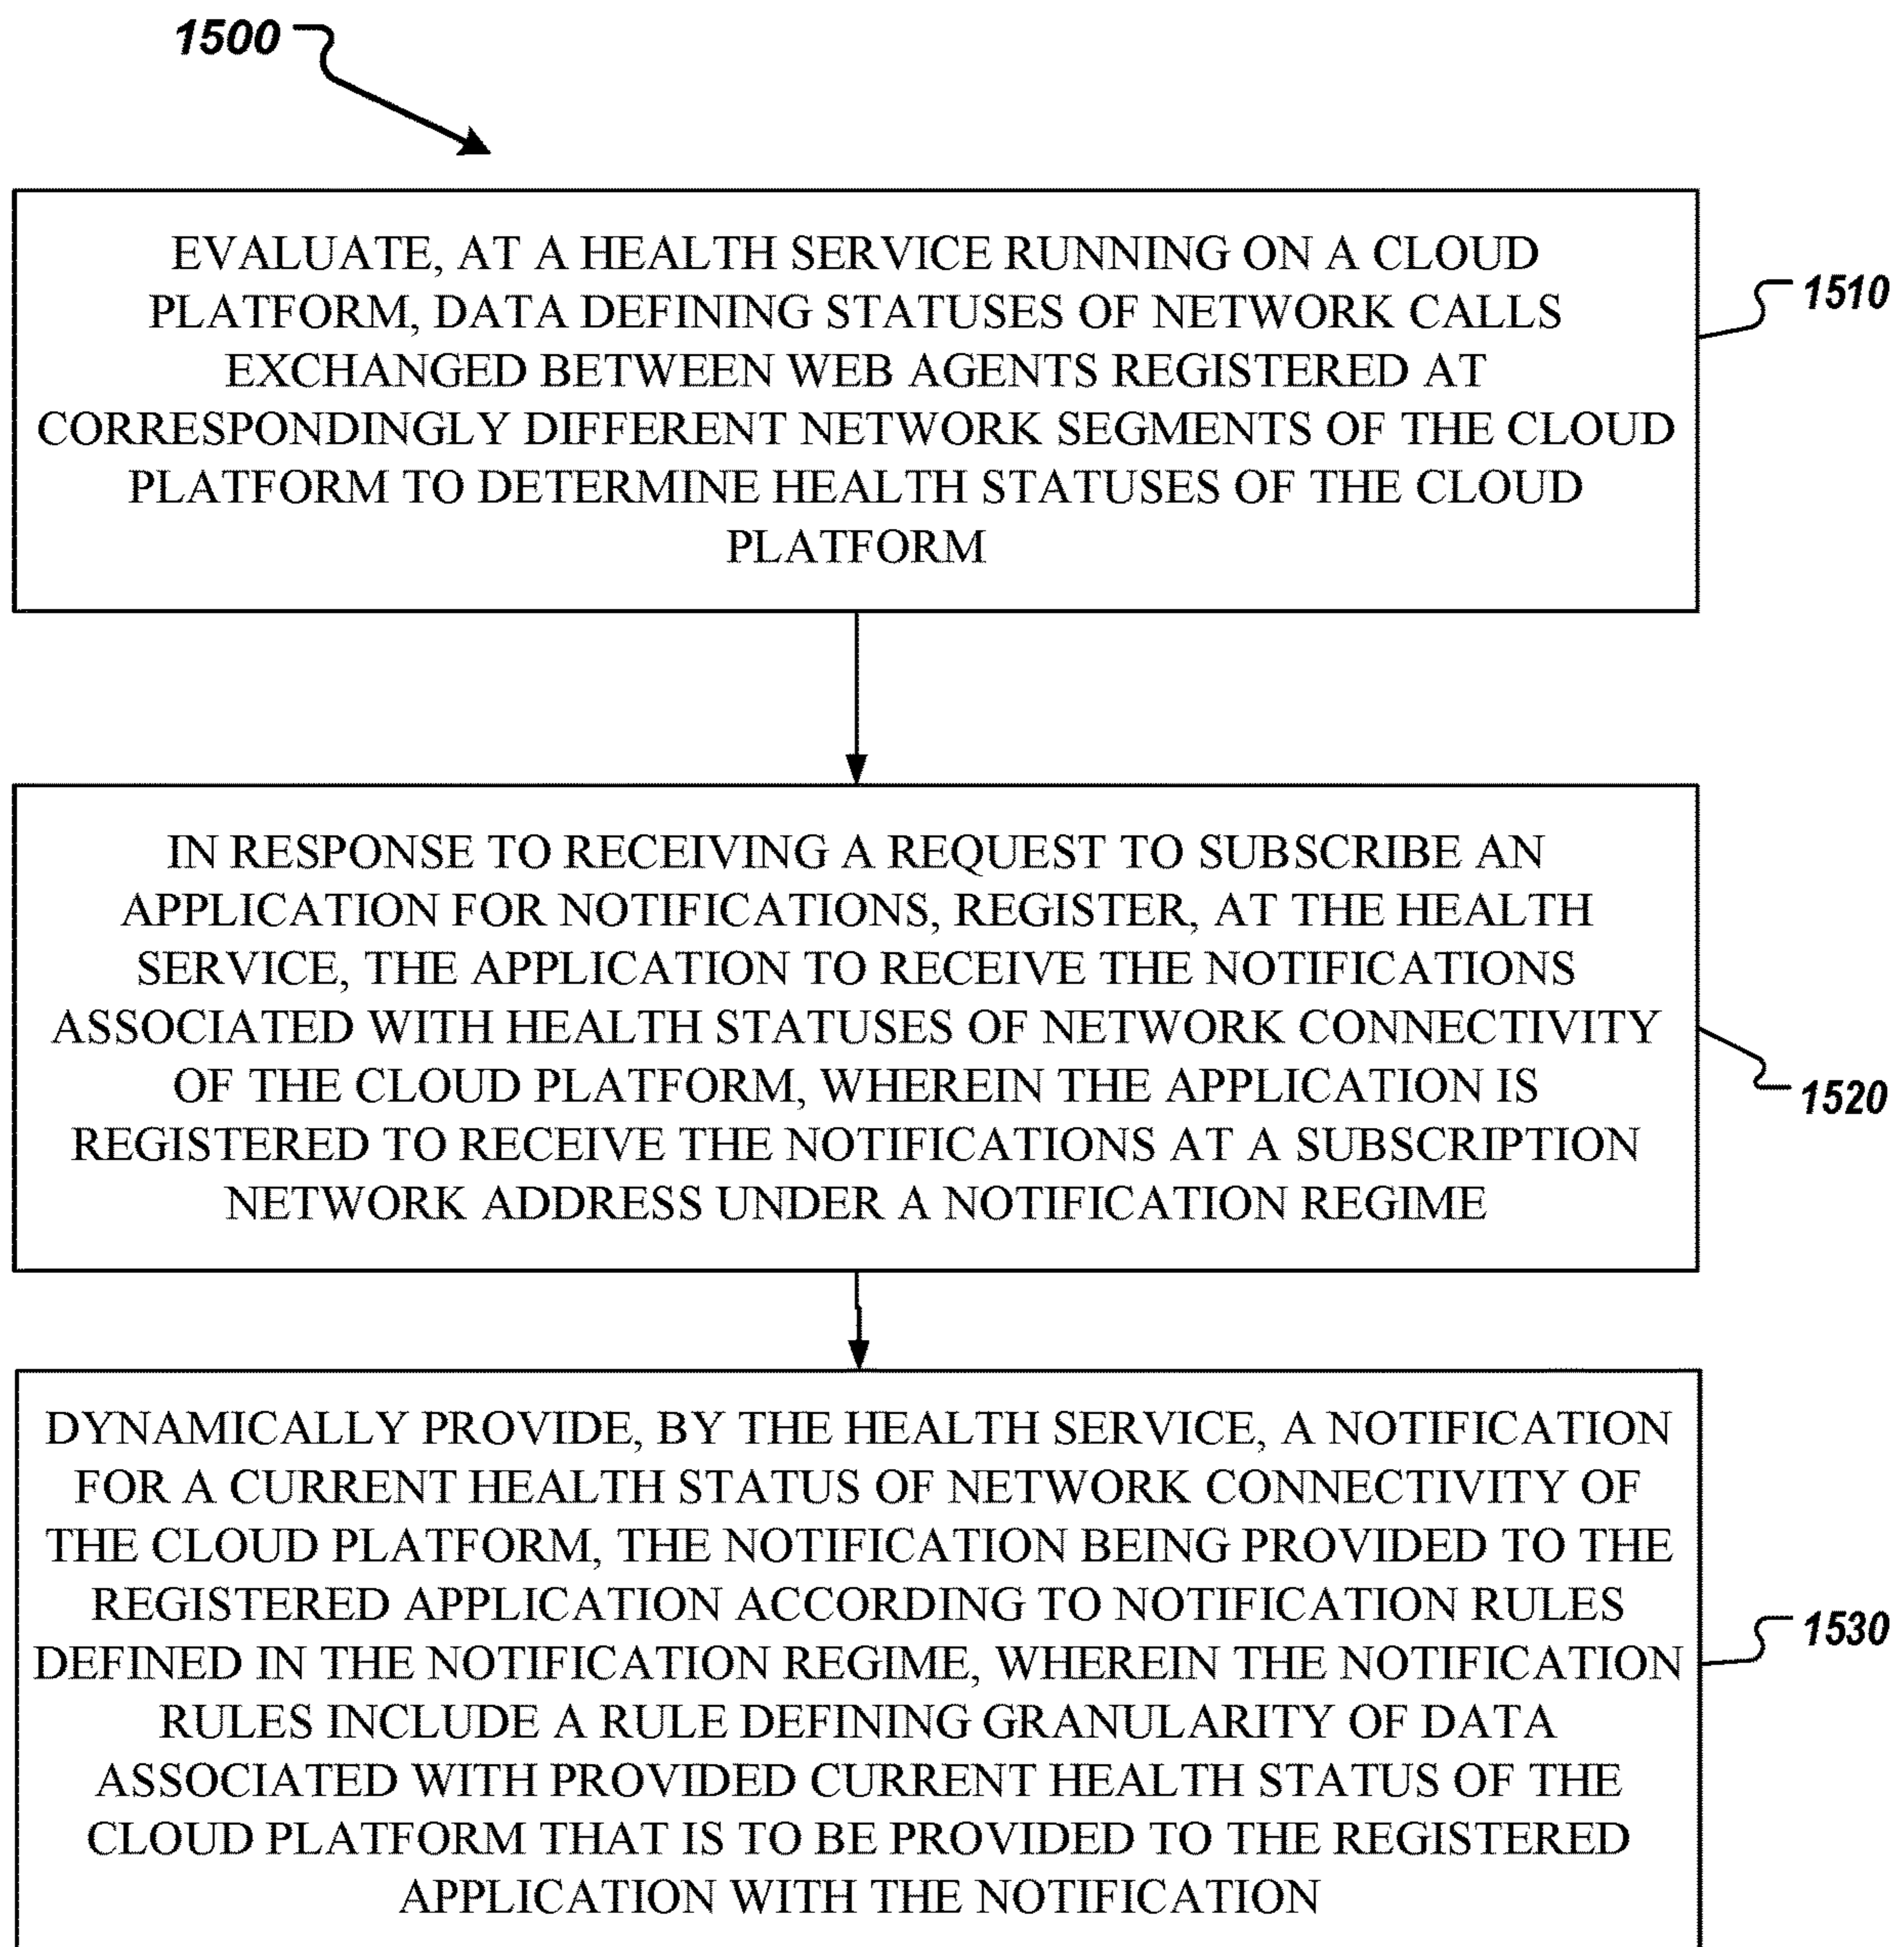 1500
EVALUATE, AT A HEALTH SERVICE RUNNING ON A CLOUD
PLATFORM, DATA DEFINING STATUSES OF NETWORK CALLS
EXCHANGED BETWEEN WEB AGENTS REGISTERED AT
CORRESPONDINGLY DIFFERENT NETWORK SEGMENTS OF THE CLOUD
PLATFORM TO DETERMINE HEALTH STATUSES OF THE CLOUD
PLATFORM
1510
IN RESPONSE TO RECEIVING A REQUEST TO SUBSCRIBE AN
APPLICATION FOR NOTIFICATIONS, REGISTER, AT THE HEALTH
SERVICE, THE APPLICATION TO RECEIVE THE NOTIFICATIONS
ASSOCIATED WITH HEALTH STATUSES OF NETWORK CONNECTIVITY
OF THE CLOUD PLATFORM, WHEREIN THE APPLICATION IS
REGISTERED TO RECEIVE THE NOTIFICATIONS AT A SUBSCRIPTION
NETWORK ADDRESS UNDER A NOTIFICATION REGIME
1520
DYNAMICALLY PROVIDE, BY THE HEALTH SERVICE, A NOTIFICATION
FOR A CURRENT HEALTH STATUS OF NETWORK CONNECTIVITY OF
THE CLOUD PLATFORM, THE NOTIFICATION BEING PROVIDED TO THE
REGISTERED APPLICATION ACCORDING TO NOTIFICATION RULES
DEFINED IN THE NOTIFICATION REGIME, WHEREIN THE NOTIFICATION
RULES INCLUDE A RULE DEFINING GRANULARITY OF DATA
ASSOCIATED WITH PROVIDED CURRENT HEALTH STATUS OF THE
CLOUD PLATFORM THAT IS TO BE PROVIDED TO THE REGISTERED
APPLICATION WITH THE NOTIFICATION
1530